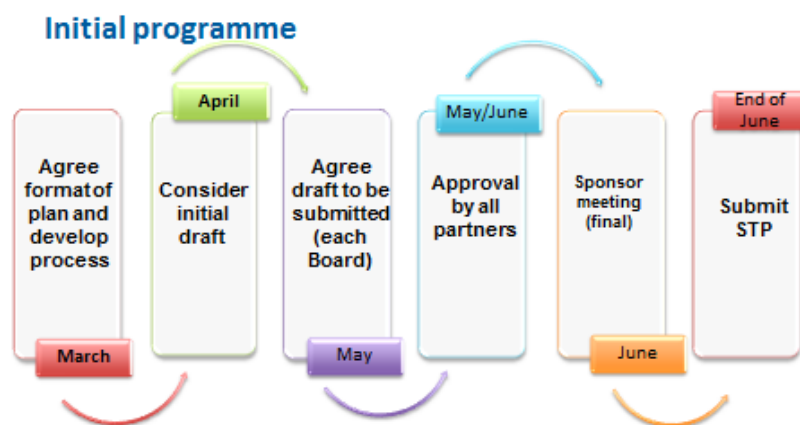 Initial programme
Agree
format of
plan and
develop
process
March
April
Consider
initial
draft
Agree
draft to be
submitted
(each
Board)
May
May/June
Approval
by all
partners
Sponsor
meeting
(final)
June
End of
June
Submit
STP